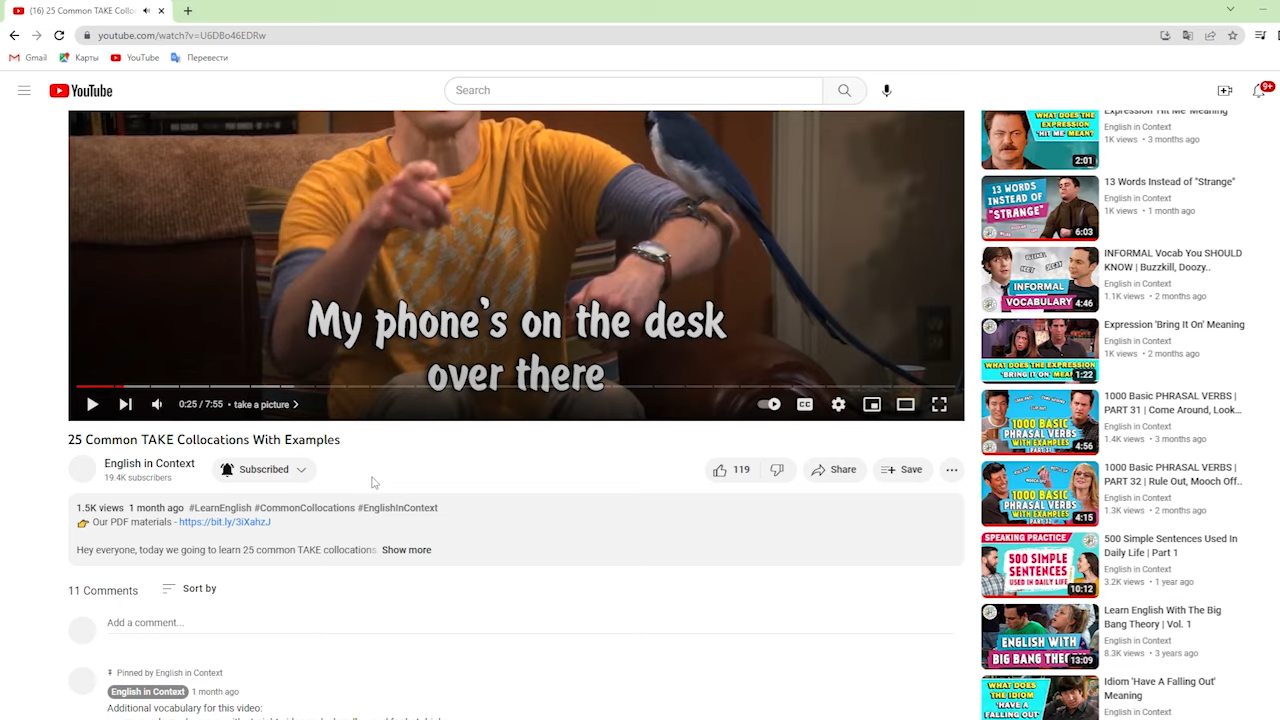 (16) 25 Common TAKE Colloc
youtube.com/watch?v=U6DBo46EDRw
Gmail
Карты
YouTube
Перевести
YouTube
Search
9+
My phone's on the desk
over there
0:25 / 7:55 • take a picture
CC
25 Common TAKE Collocations With Examples
English in Context
19.4K subscribers
Subscribed
119
Share
Save
1.5K views 1 month ago #LearnEnglish #CommonCollocations #EnglishInContext
Our PDF materials - https://bit.ly/3iXahzJ
Hey everyone, today we going to learn 25 common TAKE collocations Show more
11 Comments
Sort by
Add a comment...
Pinned by English in Context
English in Context 1 month ago
Additional vocabulary for this video:
WHAT DOES THE
EXPRESSION
'HIT ME' MEAN?
2:01
Expression 'Hit Me' Meaning
English in Context
1K views • 3 months ago
13 WORDS
INSTEAD OF
"STRANGE"
6:03
13 Words Instead of "Strange"
English in Context
1K views • 1 month ago
INFORMAL
VOCABULARY
4:46
INFORMAL Vocab You SHOULD
KNOW | Buzzkill, Doozy..
English in Context
1.1K views • 2 months ago
WHAT DOES THE EXPRESSION
"BRING IT ON" MEAN?
1:22
Expression 'Bring It On' Meaning
English in Context
1K views • 2 months ago
1000 BASIC
PHRASAL VERBS
WITH EXAMPLES
4:56
1000 Basic PHRASAL VERBS |
PART 31 | Come Around, Look...
English in Context
1.4K views • 3 months ago
1000 BASIC
PHRASAL VERBS
WITH EXAMPLES
4:15
1000 Basic PHRASAL VERBS |
PART 32 | Rule Out, Mooch Off..
English in Context
1.3K views • 2 months ago
SPEAKING PRACTICE
500 SIMPLE
SENTENCES
USED IN DAILY LIFE
10:12
500 Simple Sentences Used In
Daily Life | Part 1
English in Context
3.2K views • 1 year ago
ENGLISH WITH
BIG BANG
13:09
Learn English With The Big
Bang Theory | Vol. 1
English in Context
8.3K views • 3 years ago
WHAT DOES
THE IDIOM
'HAVE A
FALLING OUT'
Idiom 'Have A Falling Out'
Meaning
English in Context